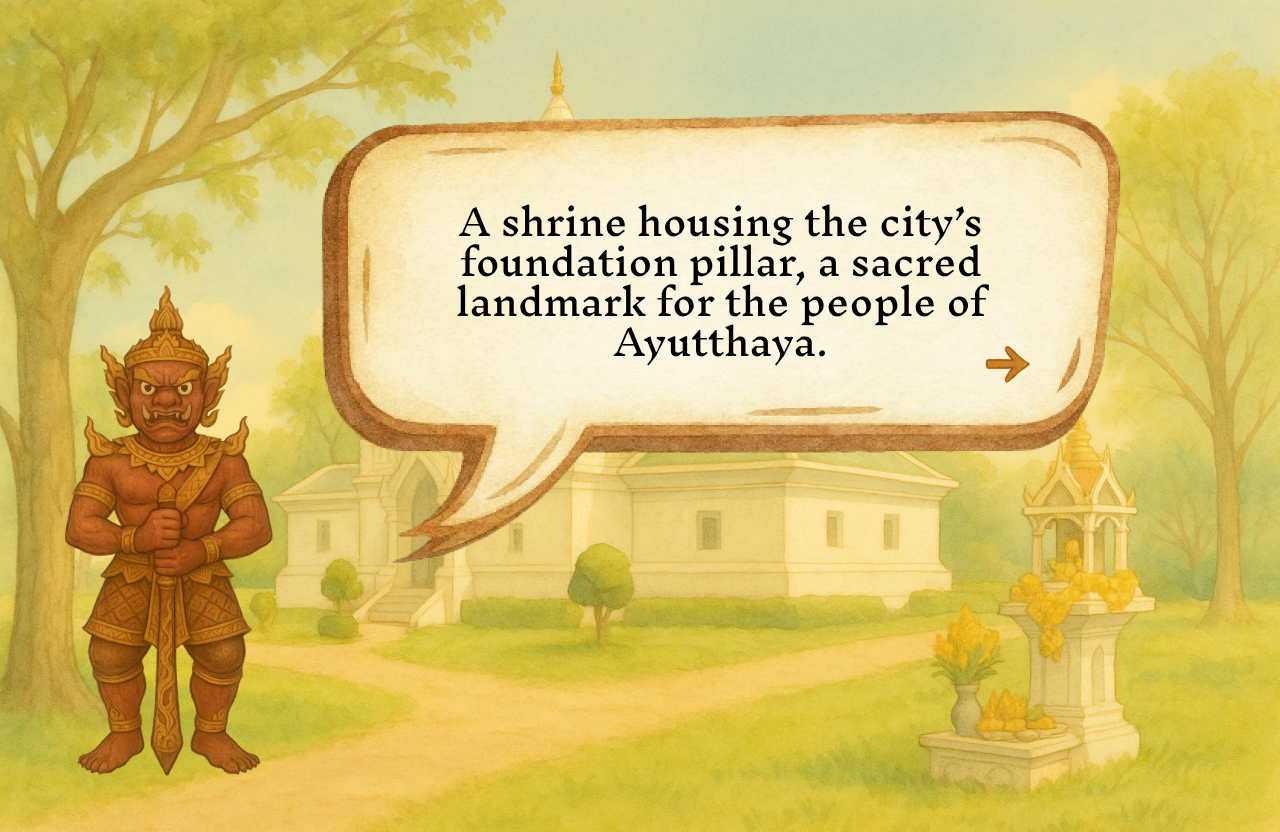 A shrine housing the city’s
foundation pillar, a sacred
landmark for the people of
Ayutthaya.